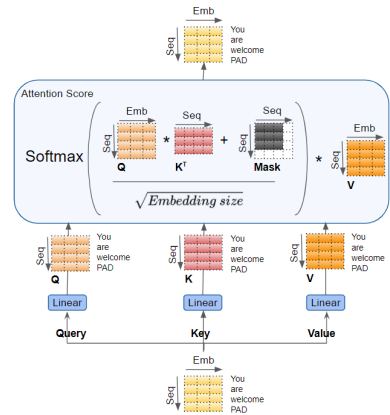 Emb
Seq
You
are
welcome
PAD
Attention Score
Softmax
Emb
Seq
Q
*
Seq
Kᵀ
+
Seq
Seq
Mask
√Embedding size
*
Emb
Seq
V
Seq
Q
You
are
welcome
PAD
Seq
K
You
are
welcome
PAD
Seq
V
You
are
welcome
PAD
Linear
Linear
Linear
Query
Key
Value
Emb
Seq
You
are
welcome
PAD